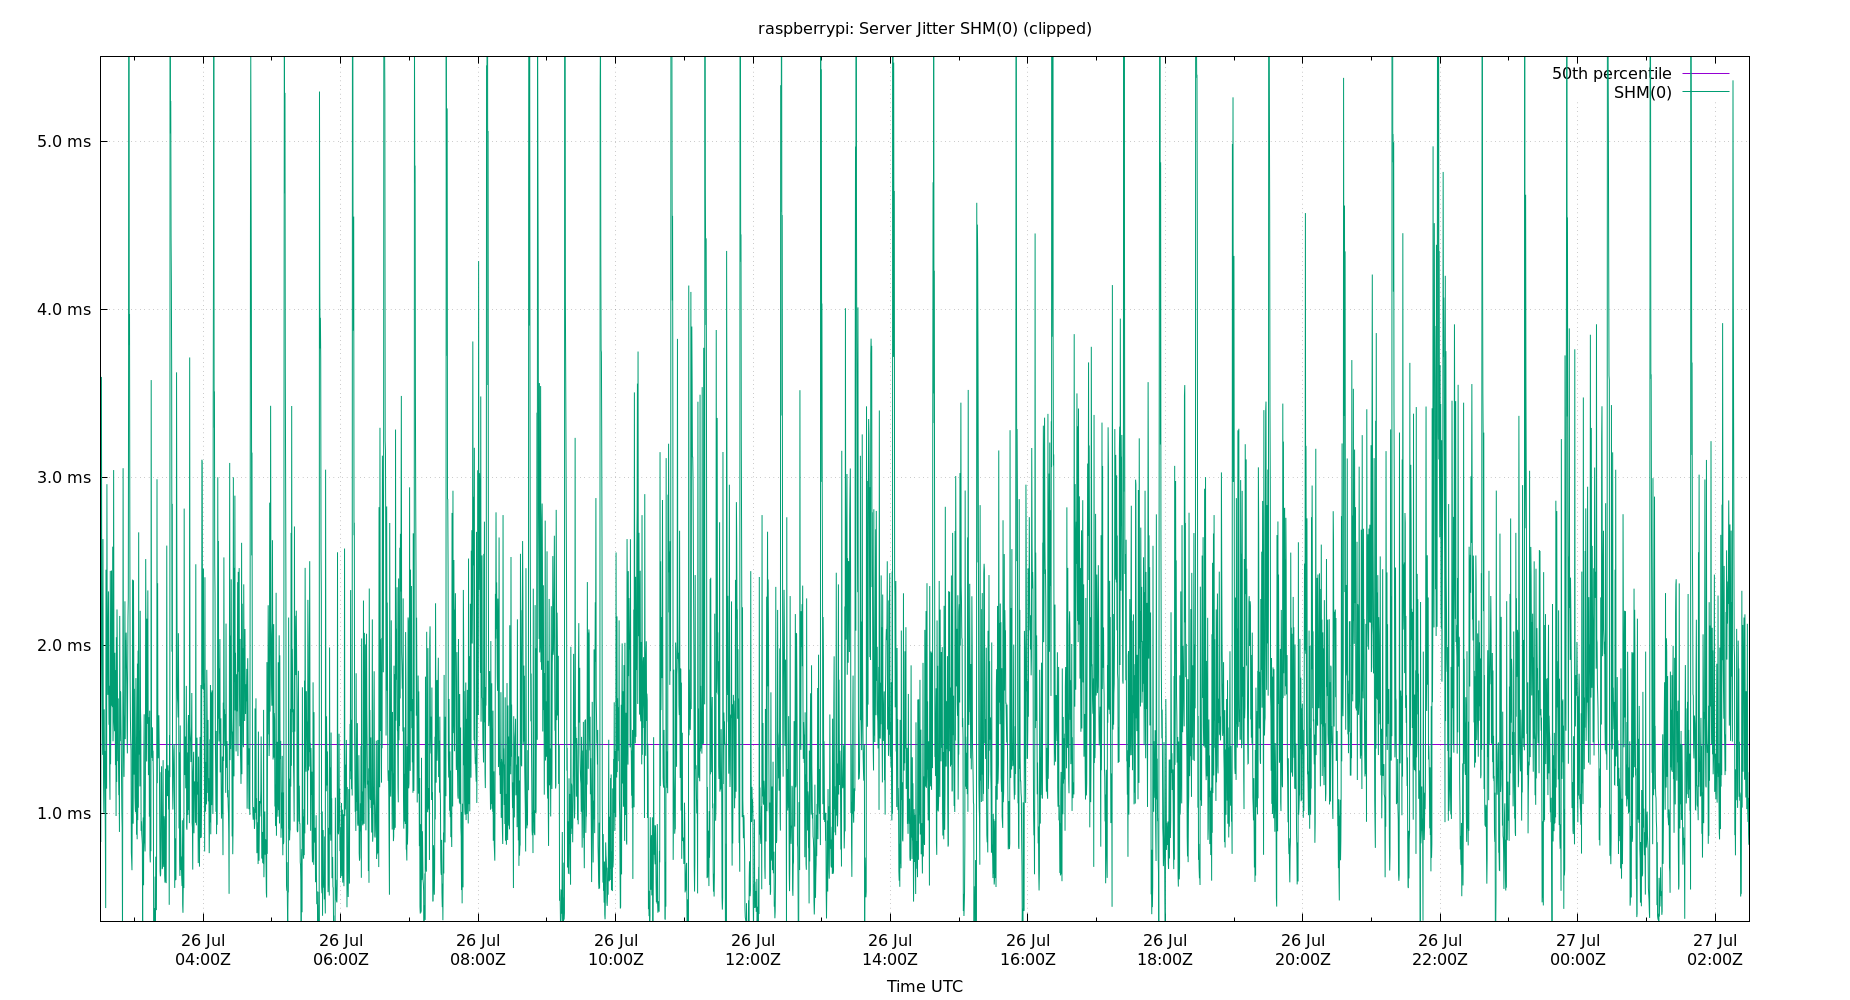 raspberrypi: Server Jitter SHM(0) (clipped)
50th percentile
SHM(0)
5.0 ms
4.0 ms
3.0 ms
2.0 ms
1.0 ms
26 Jul 26 Jul 26 Jul 26 Jul 26 Jul 26 Jul 26 Jul 26 Jul 26 Jul 26 Jul 27 Jul 27 Jul
04:00Z 06:00Z 08:00Z 10:00Z 12:00Z 14:00Z 16:00Z 18:00Z 20:00Z 22:00Z 00:00Z 02:00Z
Time UTC